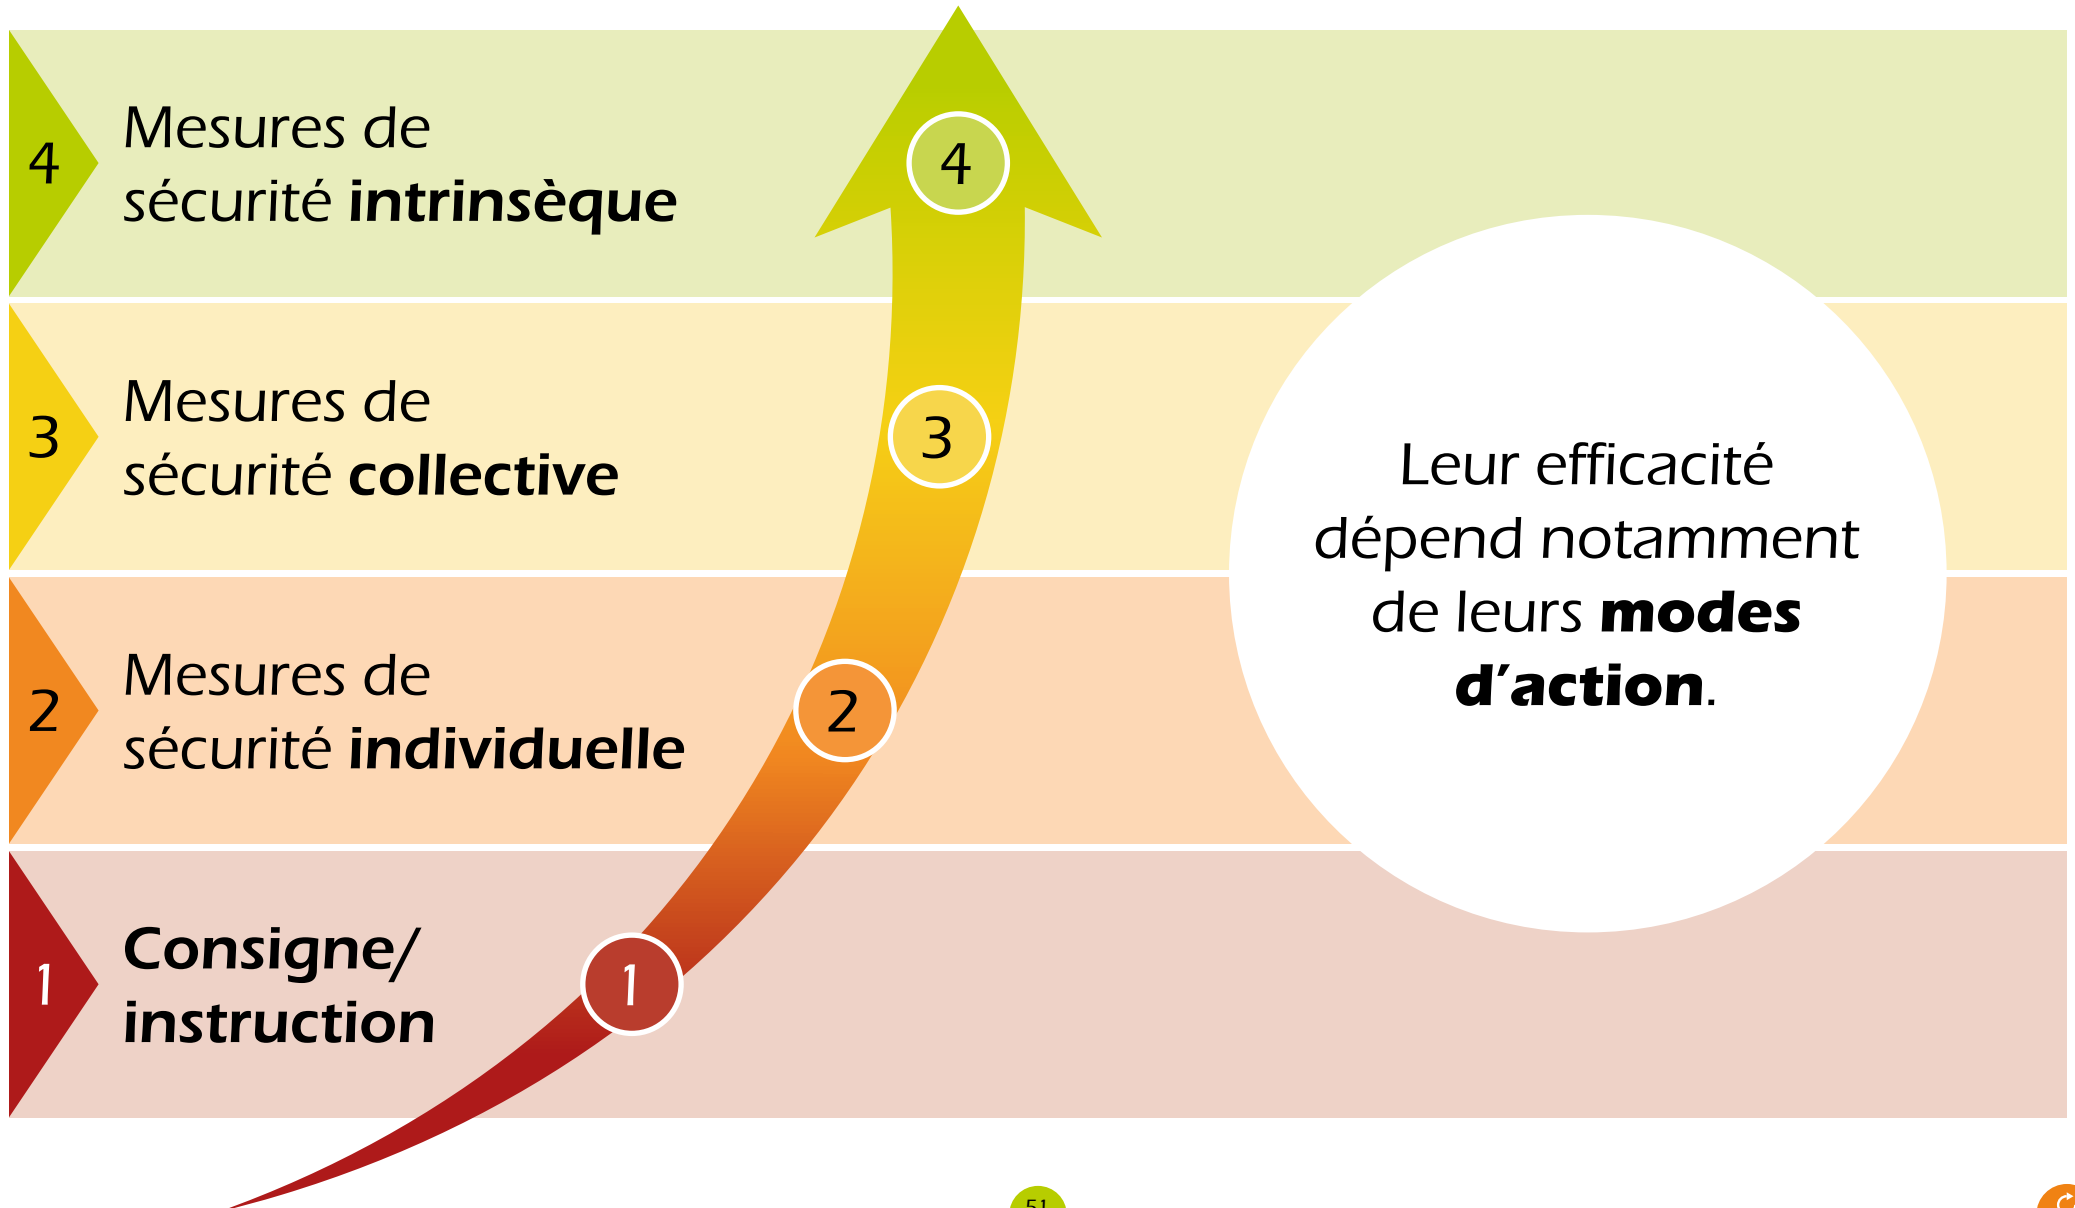 4
Mesures de
sécurité intrinsèque
4
3
Mesures de
sécurité collective
3
2
Mesures de
sécurité individuelle
2
1
Consigne/
instruction
1
Leur efficacité
dépend notamment
de leurs modes
d’action.
51